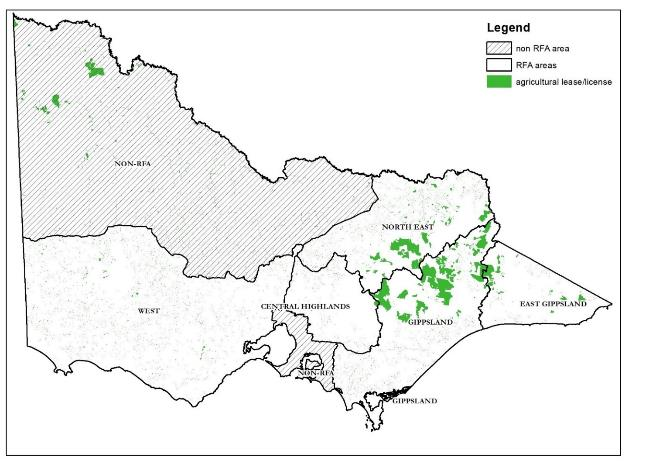 Legend
non RFA area
RFA areas
agricultural lease/license
NON-RFA
NORTH EAST
WEST
CENTRAL HIGHLANDS
EAST GIPPSLAND
GIPPSLAND
NON-RFA
GIPPSLAND